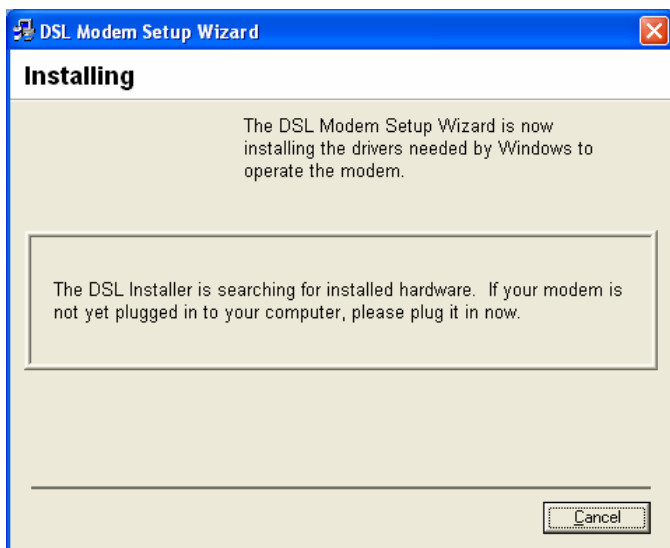 DSL Modem Setup Wizard
Installing
The DSL Modem Setup Wizard is now
installing the drivers needed by Windows to
operate the modem.
The DSL Installer is searching for installed hardware.  If your modem is
not yet plugged in to your computer, please plug it in now.
Cancel